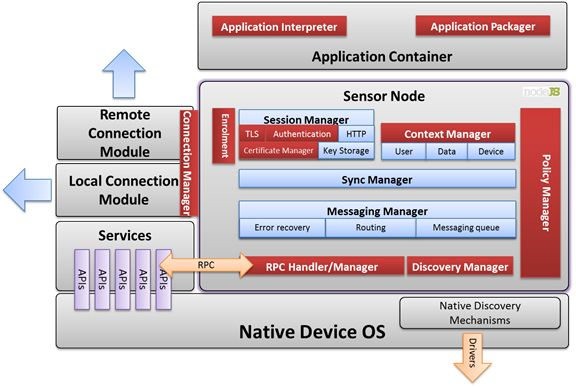 Application Interpreter
Application Packager
Application Container
nodeJS
Sensor Node
Remote
Connection
Module
Connection Manager
Enrolment
Session Manager
TLS
Authentication
HTTP
Certificate Manager
Key Storage
Context Manager
User
Data
Device
Policy Manager
Local Connection
Module
Sync Manager
Messaging Manager
Error recovery
Routing
Messaging queue
Services
APIs
APIs
APIs
APIs
APIs
RPC
RPC Handler/Manager
Discovery Manager
Native Device OS
Native Discovery
Mechanisms
Drivers